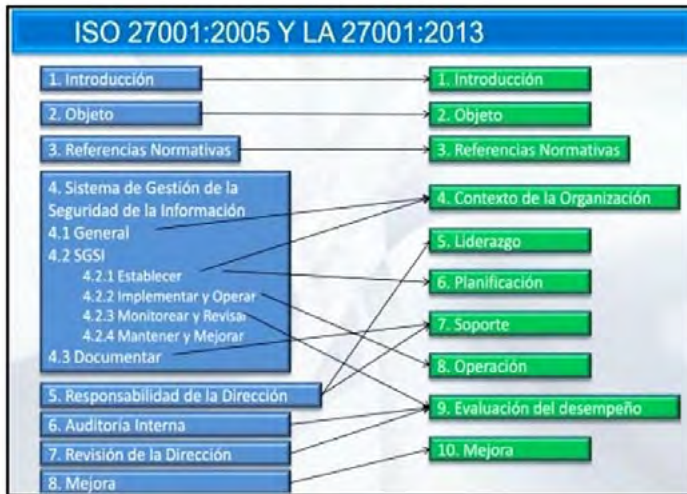 ISO 27001:2005 Y LA 27001:2013
1. Introducción
2. Objeto
3. Referencias Normativas
4. Sistema de Gestión de la
Seguridad de la Información
4.1 General
4.2 SGSI
4.2.1 Establecer
4.2.2 Implementar y Operar
4.2.3 Monitorear y Revisar
4.2.4 Mantener y Mejorar
4.3 Documentar
5. Responsabilidad de la Dirección
6. Auditoría Interna
7. Revisión de la Dirección
8. Mejora
1. Introducción
2. Objeto
3. Referencias Normativas
4. Contexto de la Organización
5. Liderazgo
6. Planificación
7. Soporte
8. Operación
9. Evaluación del desempeño
10. Mejora